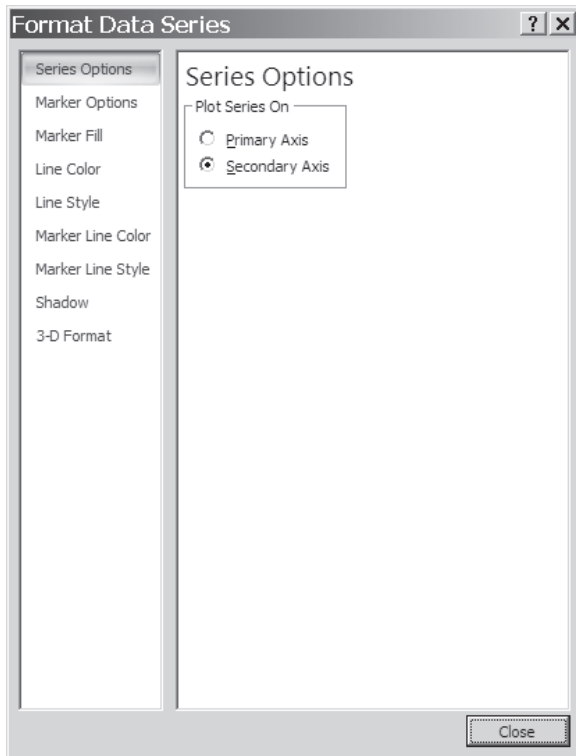 Format Data Series
?
Series Options
Marker Options
Marker Fill
Line Color
Line Style
Marker Line Color
Marker Line Style
Shadow
3-D Format
Series Options
Plot Series On
Primary Axis
Secondary Axis
Close